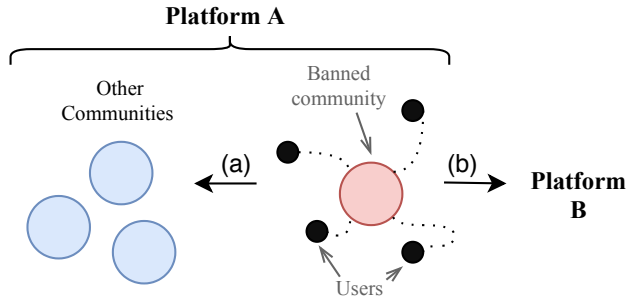 Platform A
Other
Communities
Banned
community
(a)
(b)
Platform
B
Users